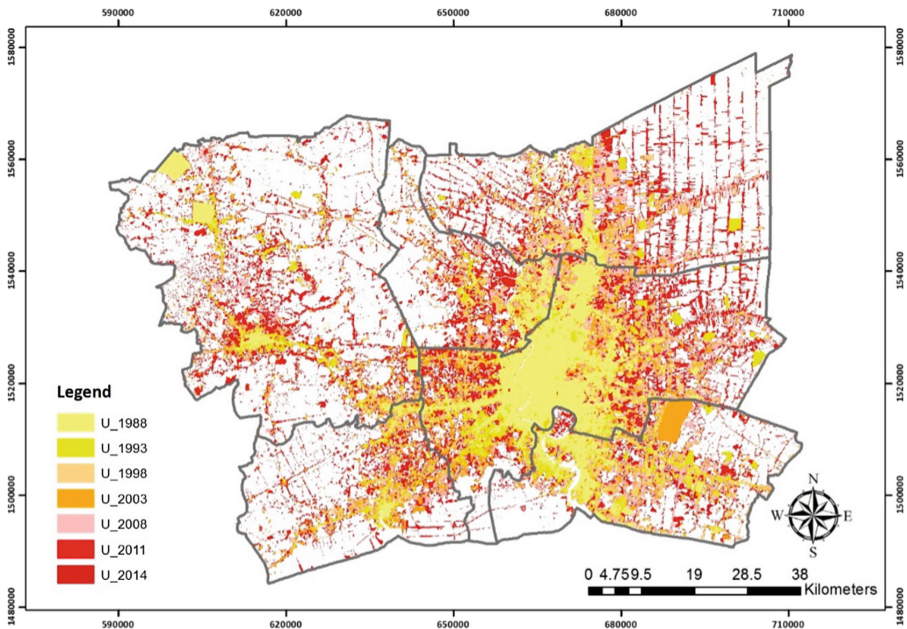 590000 620000 650000 680000 710000
1580000 1580000
1560000 1560000
1540000 1540000
1520000 1520000
1500000 1500000
1480000 1480000
Legend
U_1988
U_1993
U_1998
U_2003
U_2008
U_2011
U_2014
N
W E
S
0 4.759.5 19 28.5 38
Kilometers
590000 620000 650000 680000 710000